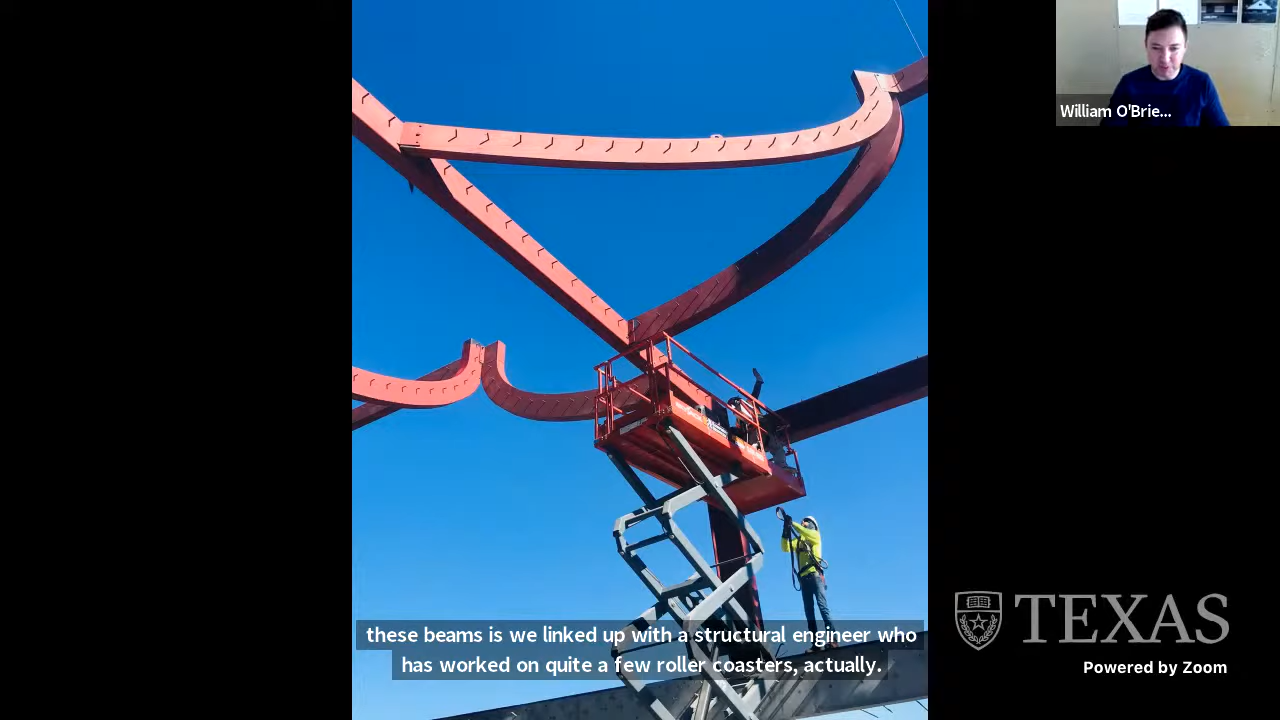 William O'Brie...
TEXAS
these beams is we linked up with a structural engineer who
has worked on quite a few roller coasters, actually.
Powered by Zoom